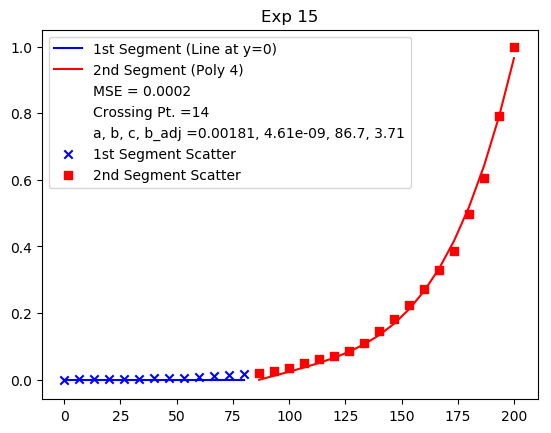 Exp 15
1st Segment (Line at y=0)
2nd Segment (Poly 4)
MSE = 0.0002
Crossing Pt. =14
a, b, c, b_adj =0.00181, 4.61e-09, 86.7, 3.71
1st Segment Scatter
2nd Segment Scatter
1.0
0.8
0.6
0.4
0.2
0.0
0 25 50 75 100 125 150 175 200